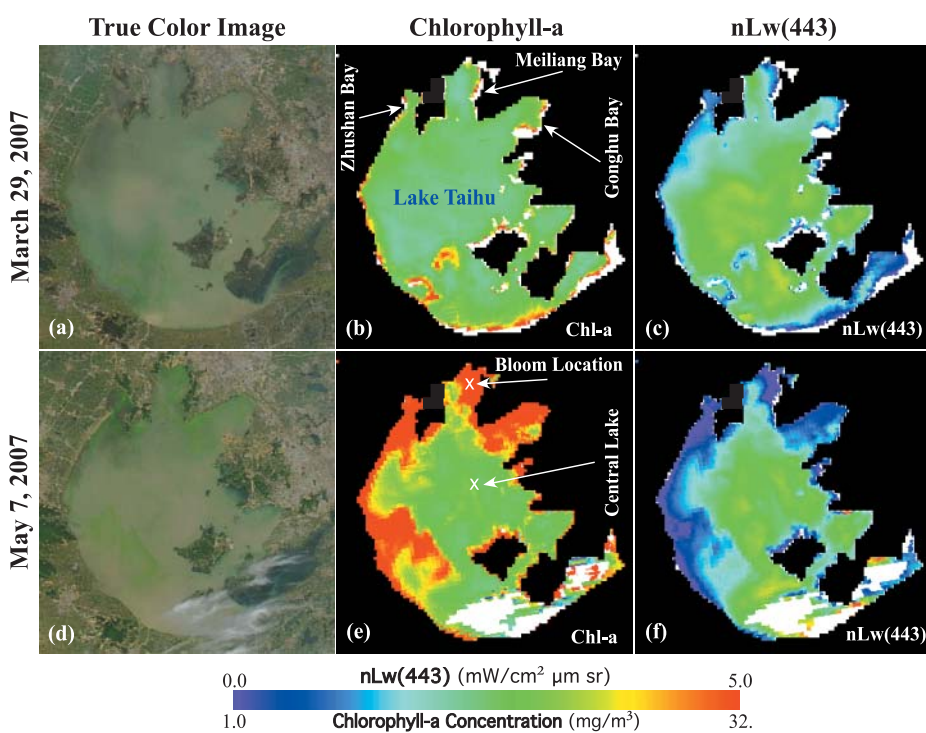 True Color Image
Chlorophyll-a
nLw(443)
March 29, 2007
(a)
Zhushan Bay
Meiliang Bay
Gonghu Bay
Lake Taihu
(b)
Chl-a
(c)
nLw(443)
May 7, 2007
(d)
Bloom Location
x
Central Lake
x
(e)
Chl-a
(f)
nLw(443)
0.0 nLw(443) (mW/cm² µm sr) 5.0
1.0 Chlorophyll-a Concentration (mg/m³) 32.